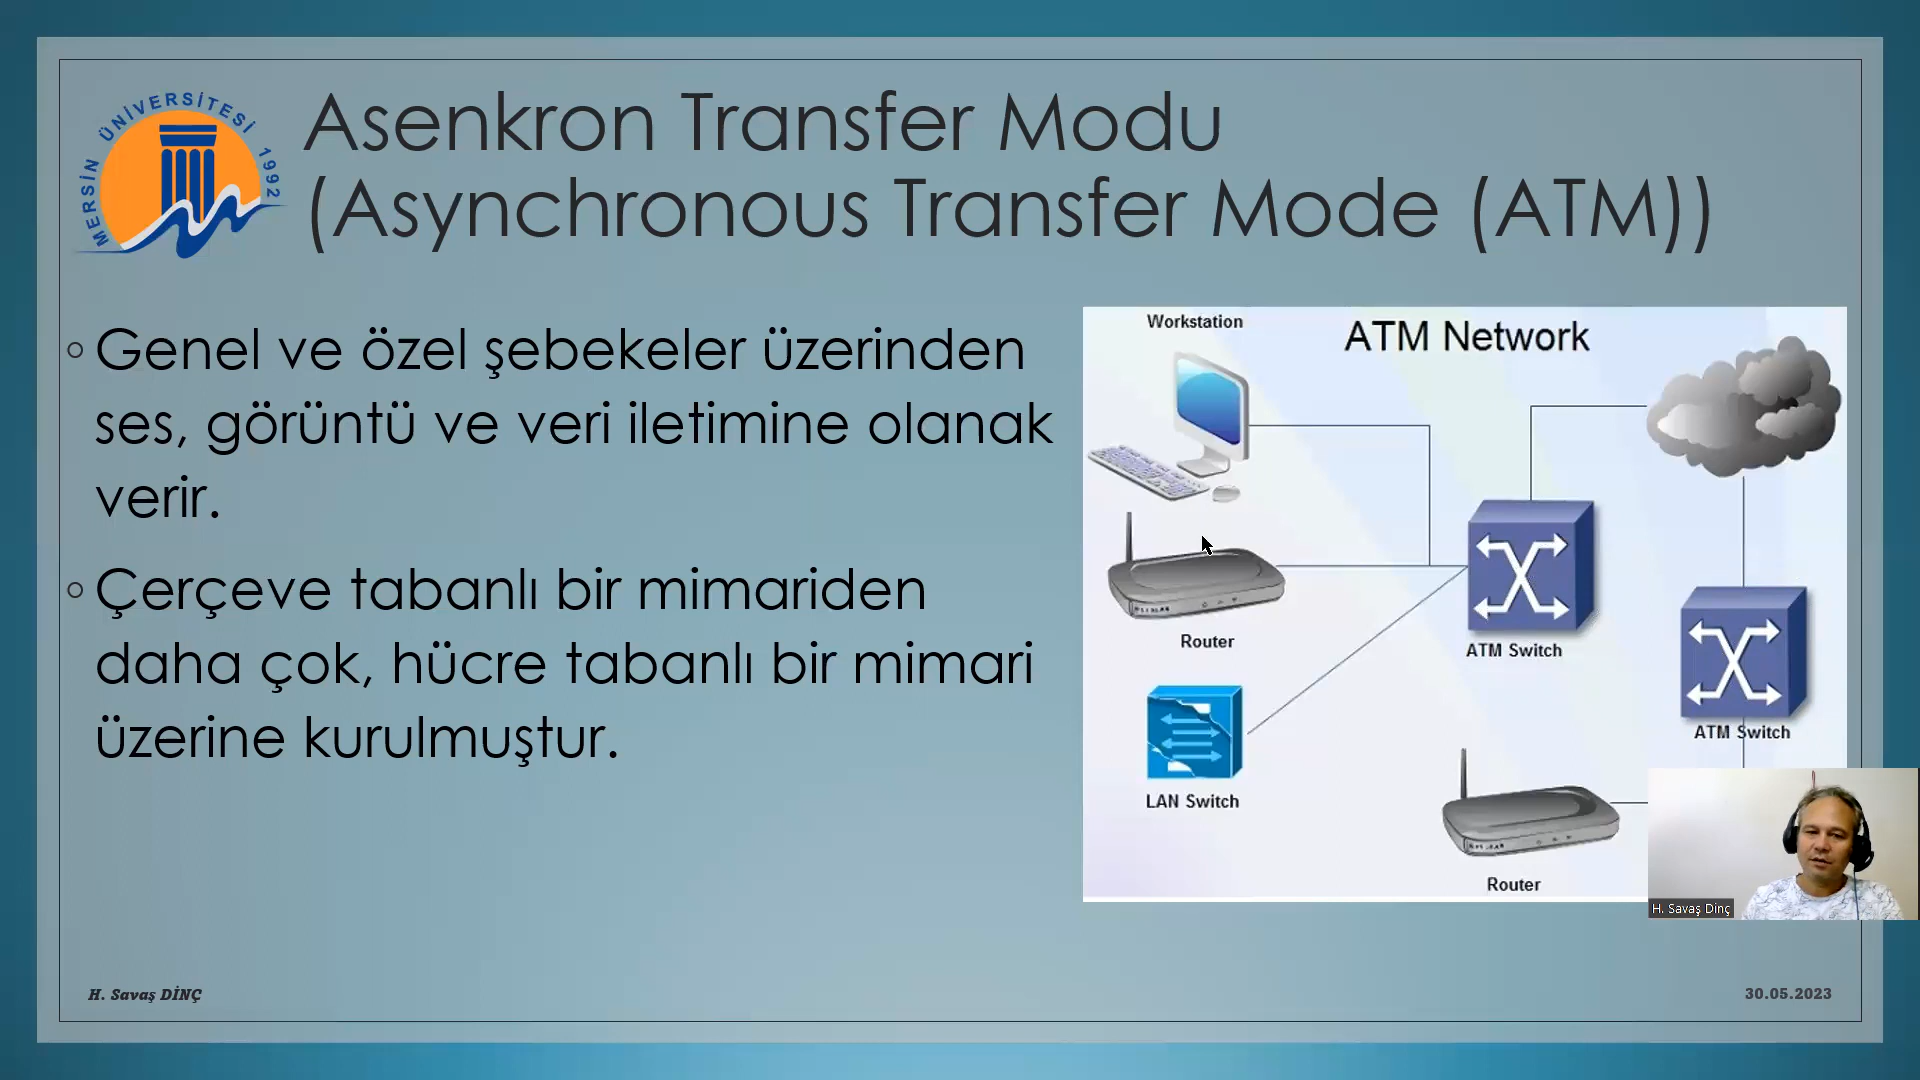 MERSİN ÜNİVERSİTESİ 1992
Asenkron Transfer Modu
(Asynchronous Transfer Mode (ATM))
Genel ve özel şebekeler üzerinden
ses, görüntü ve veri iletimine olanak
verir.
Çerçeve tabanlı bir mimariden
daha çok, hücre tabanlı bir mimari
üzerine kurulmuştur.
Workstation
ATM Network
Router
ATM Switch
ATM Switch
LAN Switch
Router
H. Savaş Dinç
H. Savaş DİNÇ
30.05.2023